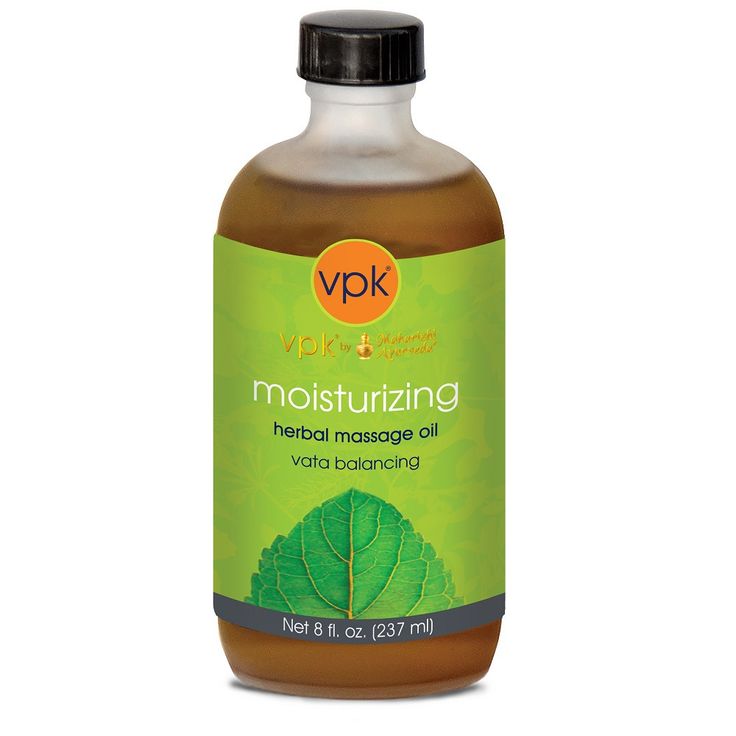 vpk®
vpk® by Maharishi Ayurveda®
moisturizing
herbal massage oil
vata balancing
Net 8 fl. oz. (237 ml)